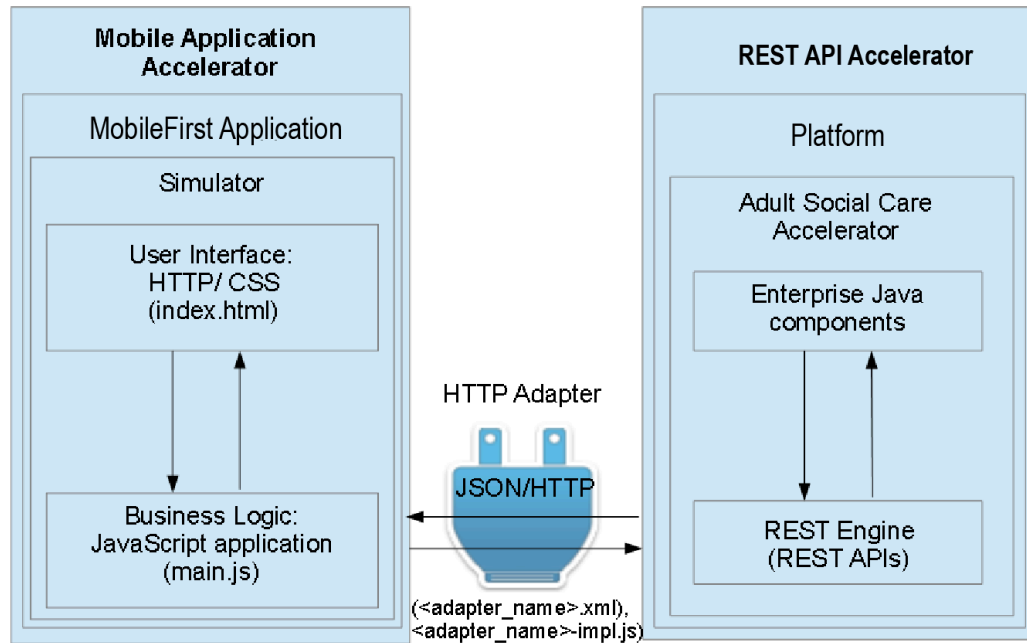 Mobile Application
Accelerator
MobileFirst Application
Simulator
User Interface:
HTTP/ CSS
(index.html)
Business Logic:
JavaScript application
(main.js)
HTTP Adapter
JSON/HTTP
(<adapter_name>.xml),
<adapter_name>-impl.js)
REST API Accelerator
Platform
Adult Social Care
Accelerator
Enterprise Java
components
REST Engine
(REST APIs)